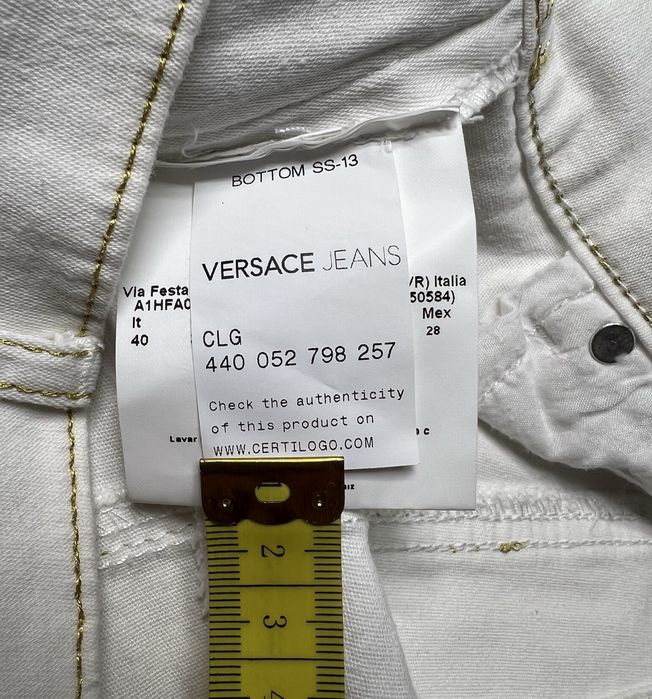 BOTTOM SS-13
VERSACE JEANS
CLG
440 052 798 257
Check the authenticity
of this product on
WWW.CERTILOGO.COM
Via Festa
A1HFA0
It
40
/R) Italia
50584)
Mex
28
Lavar
2
3
4